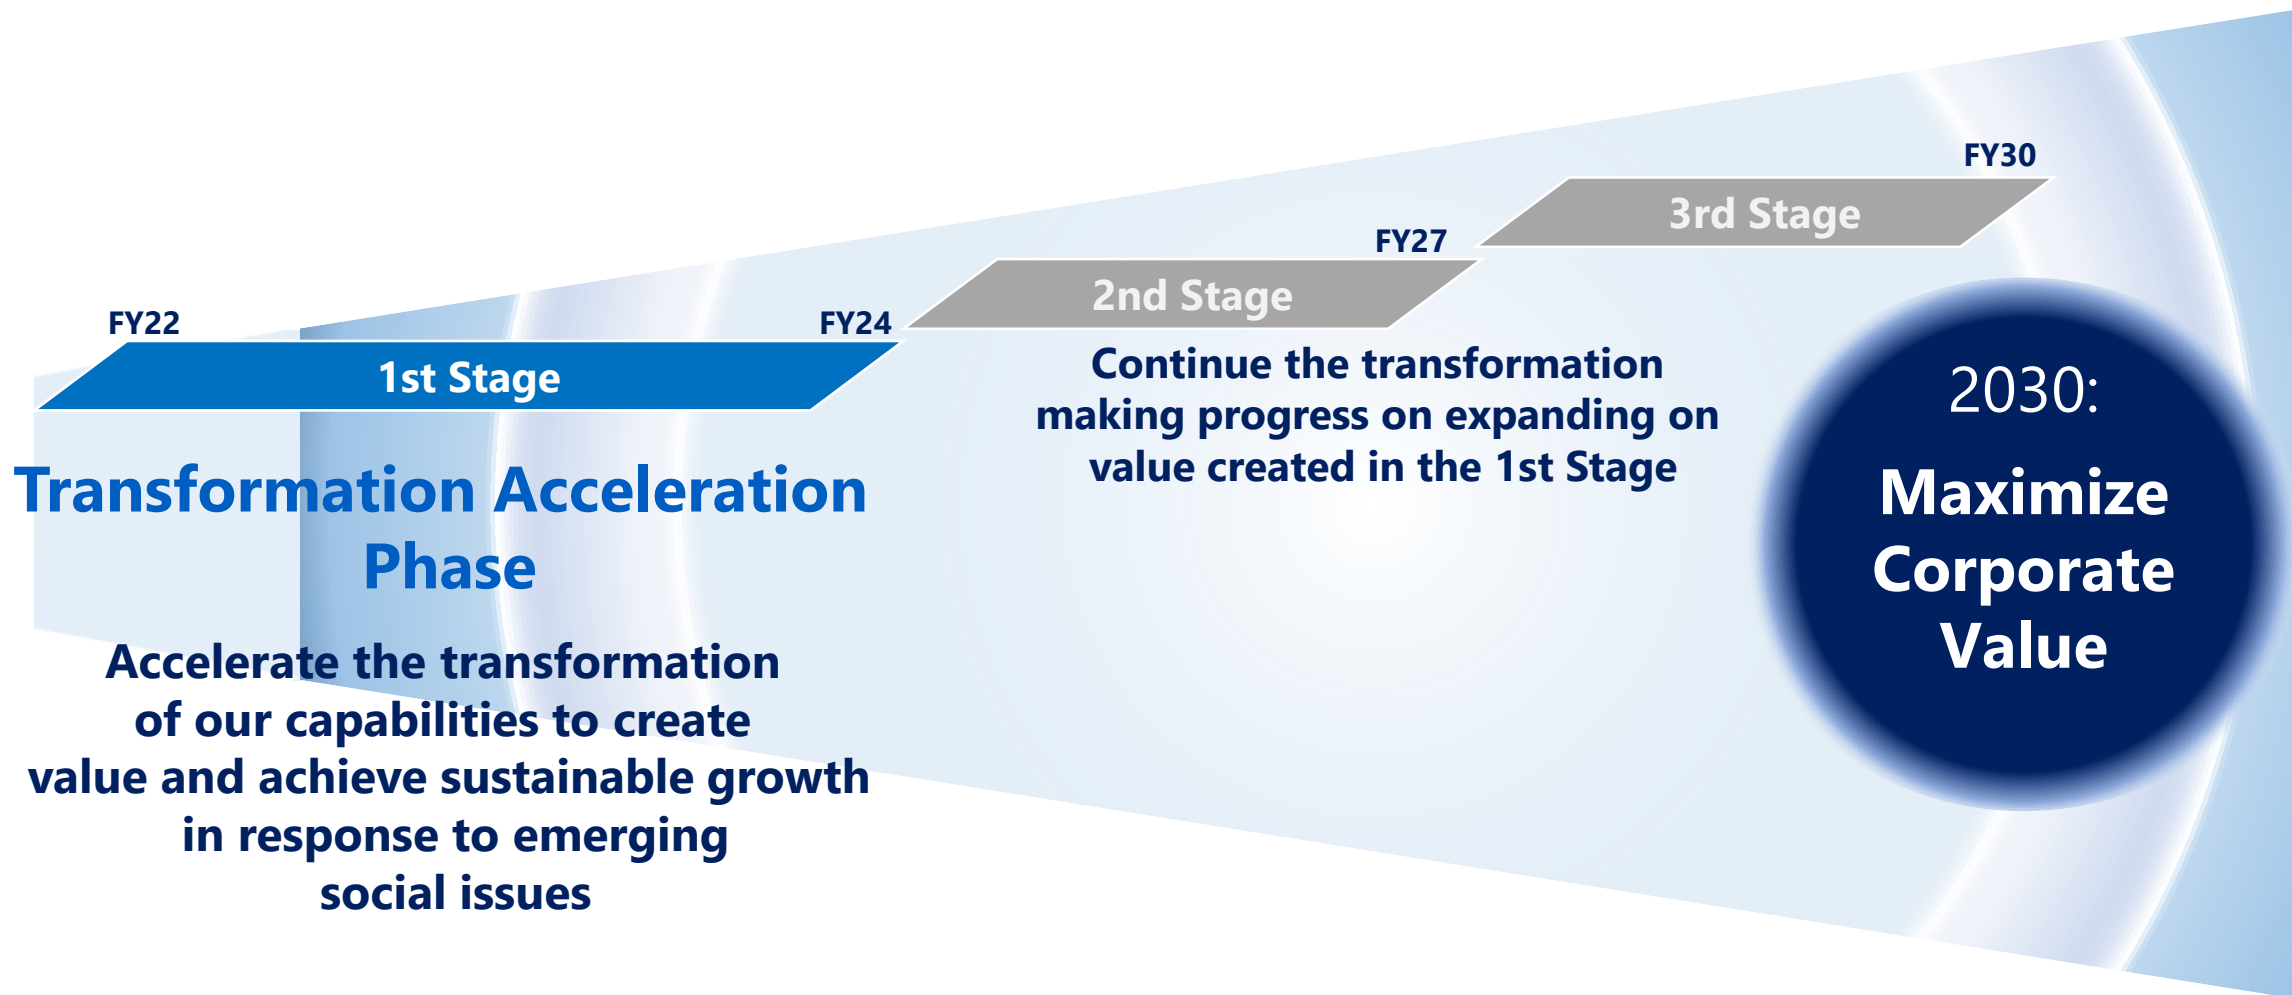 FY22
FY24
1st Stage
Transformation Acceleration
Phase
Accelerate the transformation
of our capabilities to create
value and achieve sustainable growth
in response to emerging
social issues
FY27
2nd Stage
Continue the transformation
making progress on expanding on
value created in the 1st Stage
FY30
3rd Stage
2030:
Maximize
Corporate
Value